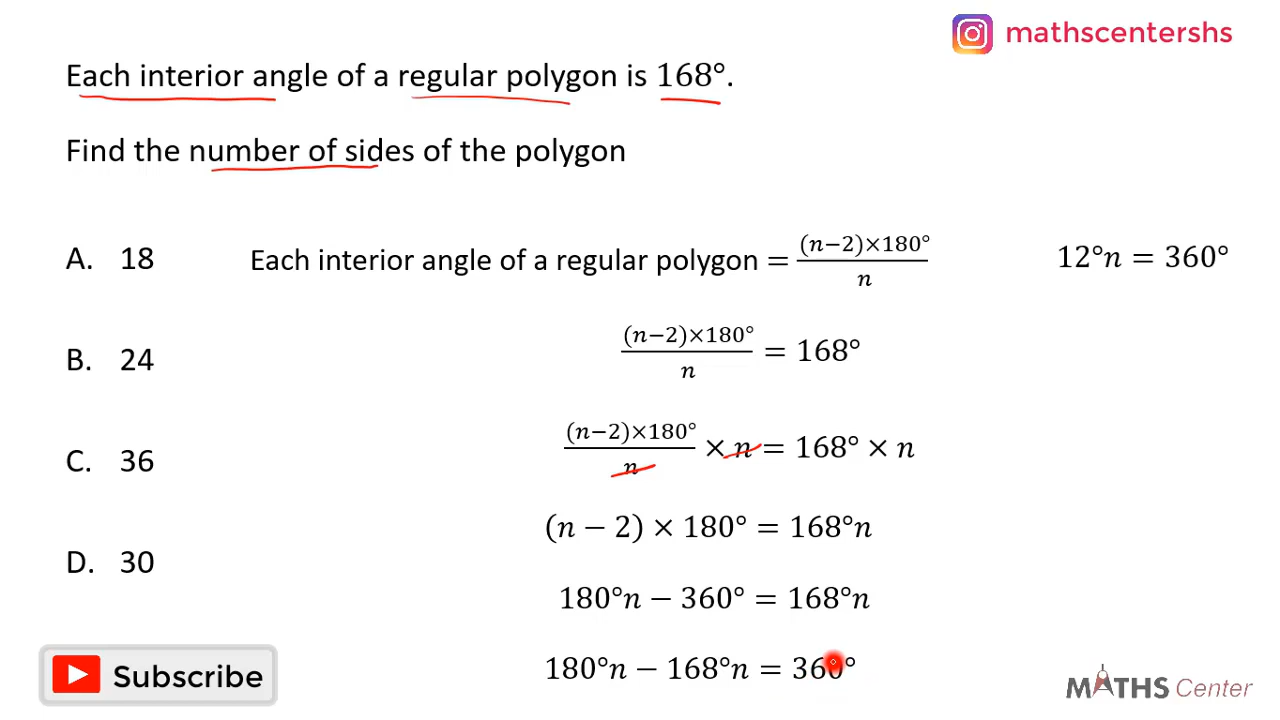 mathscentershs
Each interior angle of a regular polygon is 168°.
Find the number of sides of the polygon
A. 18
Each interior angle of a regular polygon = (n−2)×180° / n
12°n = 360°
B. 24
(n−2)×180° / n = 168°
C. 36
(n−2)×180° / n × n = 168° × n
(n − 2) × 180° = 168°n
D. 30
180°n − 360° = 168°n
180°n − 168°n = 360°
Subscribe
MATHS Center